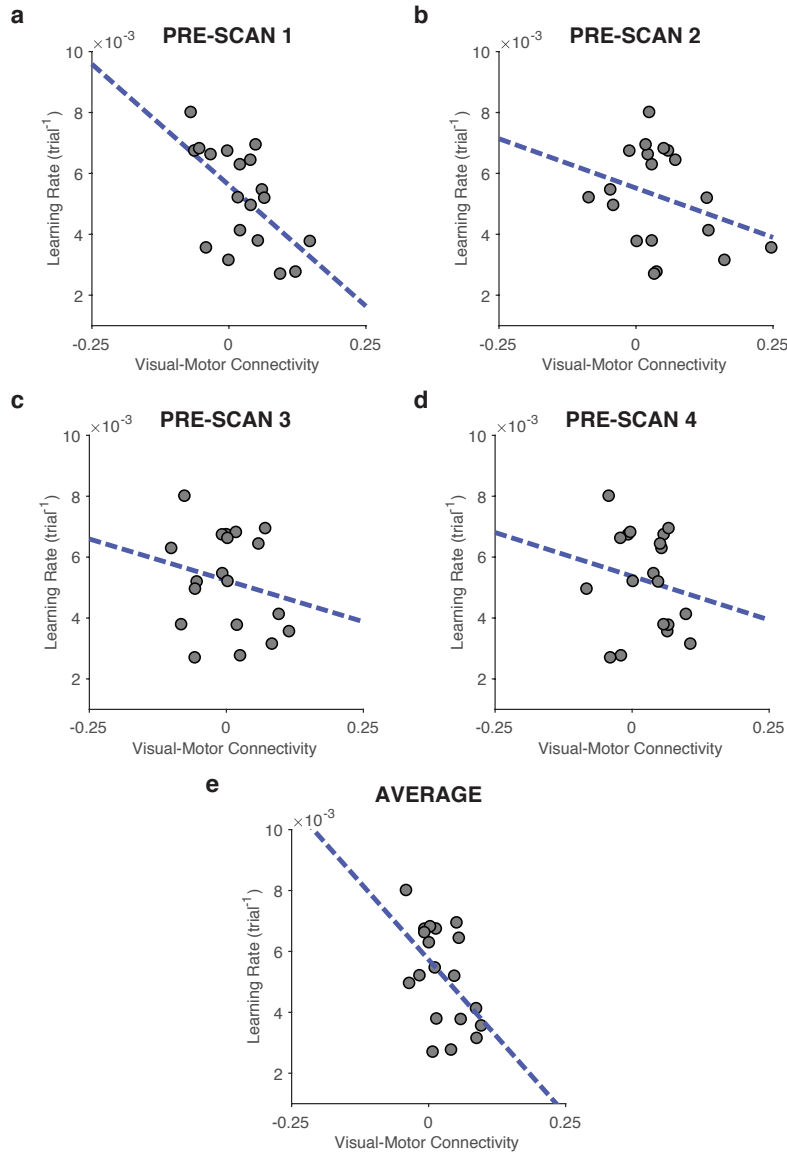 a
PRE-SCAN 1
×10⁻³
10
8
6
4
2
Learning Rate (trial⁻¹)
-0.25 0 0.25
Visual-Motor Connectivity
b
PRE-SCAN 2
×10⁻³
10
8
6
4
2
Learning Rate (trial⁻¹)
-0.25 0 0.25
Visual-Motor Connectivity
c
PRE-SCAN 3
×10⁻³
10
8
6
4
2
Learning Rate (trial⁻¹)
-0.25 0 0.25
Visual-Motor Connectivity
d
PRE-SCAN 4
×10⁻³
10
8
6
4
2
Learning Rate (trial⁻¹)
-0.25 0 0.25
Visual-Motor Connectivity
e
AVERAGE
×10⁻³
10
8
6
4
2
Learning Rate (trial⁻¹)
-0.25 0 0.25
Visual-Motor Connectivity